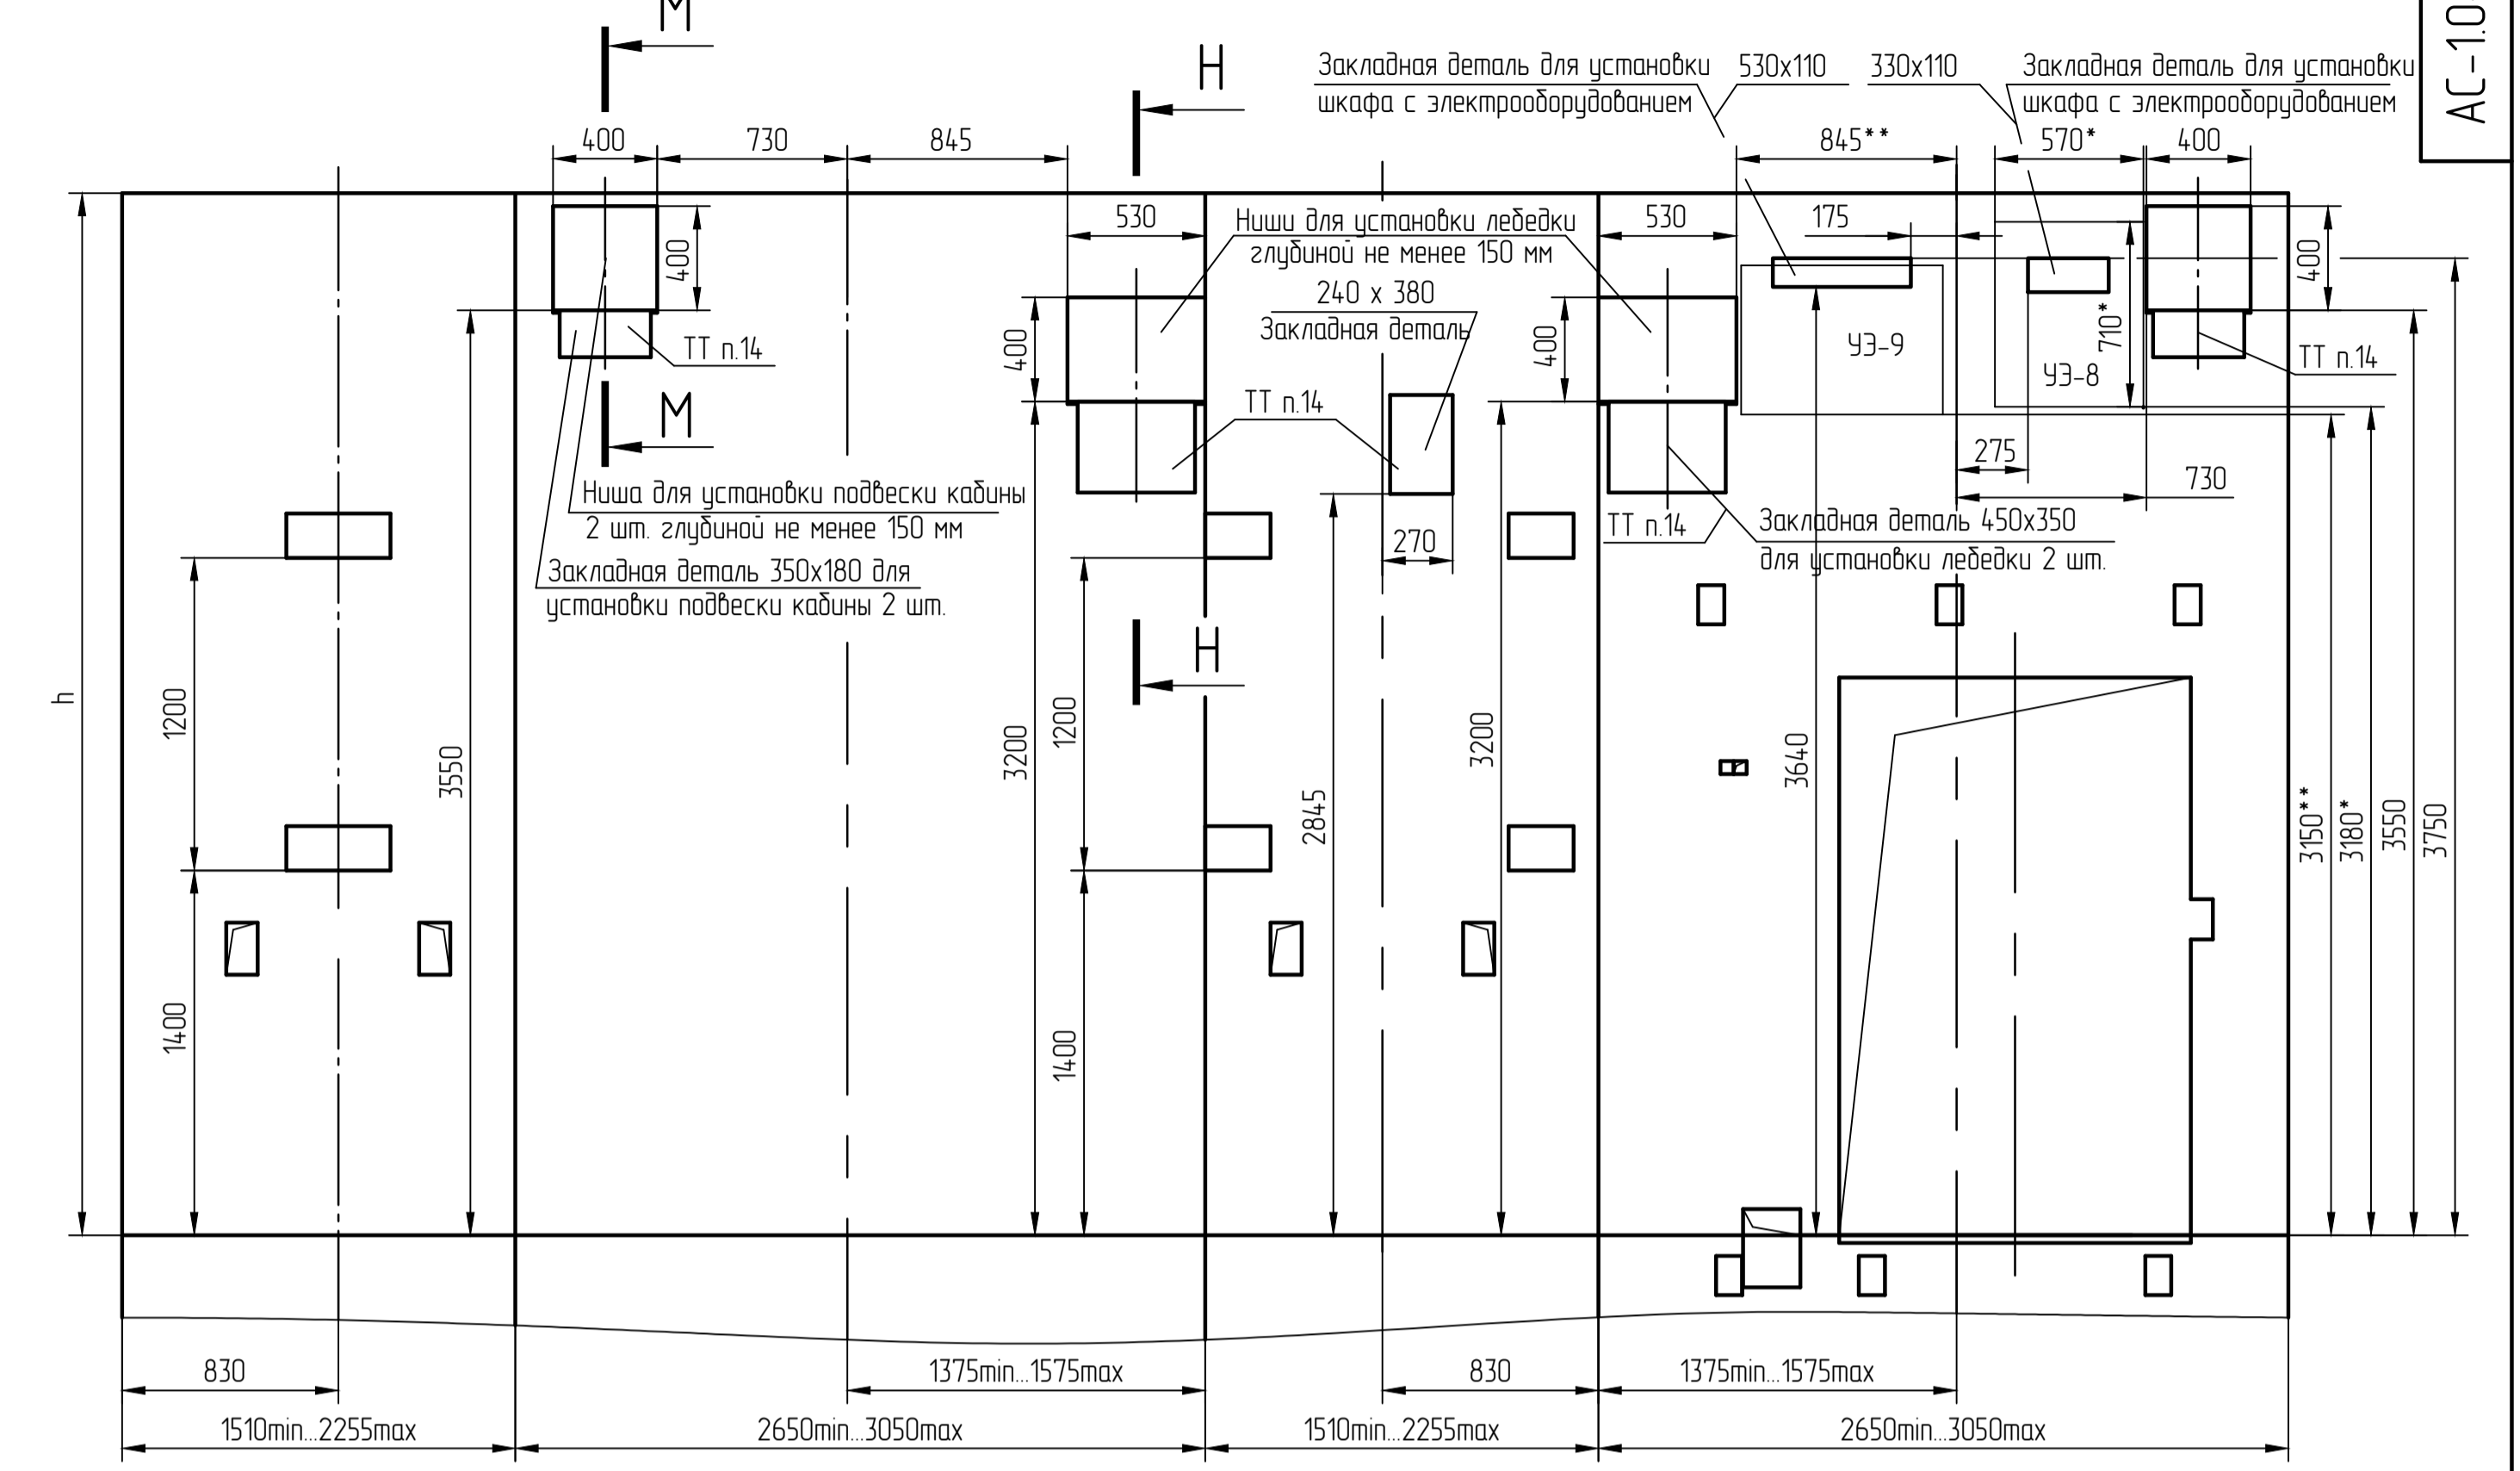 М
АС-1.0
Н
Закладная деталь для установки
шкафа с электрооборудованием
530х110
330х110
Закладная деталь для установки
шкафа с электрооборудованием
400
730
845
845**
570*
400
530
Ниши для установки лебедки
глубиной не менее 150 мм
530
175
400
400
240 х 380
Закладная деталь
400
400
710*
УЭ-9
УЭ-8
ТТ п.14
ТТ п.14
М
ТТ п.14
275
730
Ниша для установки подвески кабины
2 шт. глубиной не менее 150 мм
Закладная деталь 350х180 для
установки подвески кабины 2 шт.
270
ТТ п.14
Закладная деталь 450х350
для установки лебедки 2 шт.
Н
h
1200
3550
3200
1200
2845
3200
3640
3150**
3180*
3550
3750
1400
1400
830
1375min...1575max
830
1375min...1575max
1510min...2255max
2650min...3050max
1510min...2255max
2650min...3050max